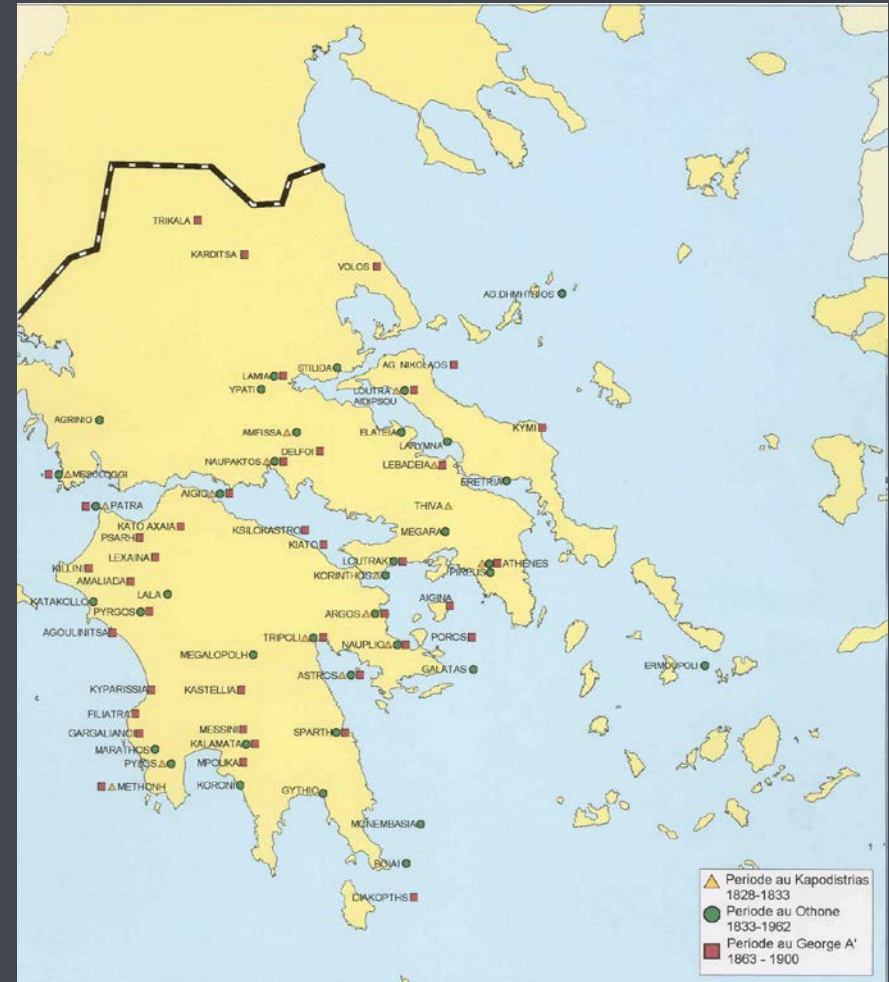 TRIKALA
KARDITSA
VOLOS
AG.DHMHTRIOS
STILIDA
AG. NIKOLAOS
LAMIA
YPATI
LOUTRA
AIDIPSOU
AGRINIO
KYMI
AMFISSA
ELATEIA
LARYMNA
DELFOI
NAUPAKTOS
LEBADEIA
MESOLOGGI
ERETRIA
AIGIO
PATRA
THIVA
KATO AXAIA
PSARH
KSILOKASTRO
MEGARA
KIATO
LEXAINA
LOUTRAKI
ATHENES
KILLINI
PIREUS
KORINTHOS
AMALIADA
LALA
KATAKOLLO
AIGINA
PYRGOS
ARGOS
AGOULINITSA
TRIPOLI
POROS
NAUPLIO
MEGALOPOLH
GALATAS
ERMOUPOLI
ASTROS
KYPARISSIA
KASTELLIA
FILIATRA
GARGALIANOI
MESSINI
SPARTH
KALAMATA
MARATHOS
PYLOS
MPOUKA
METHONH
KORONI
GYTHIO
MONEMBASIA
BOIAI
DIAKOPTHS
Periode au Kapodistrias
1828-1833
Periode au Othone
1833-1962
Periode au George A'
1863 - 1900